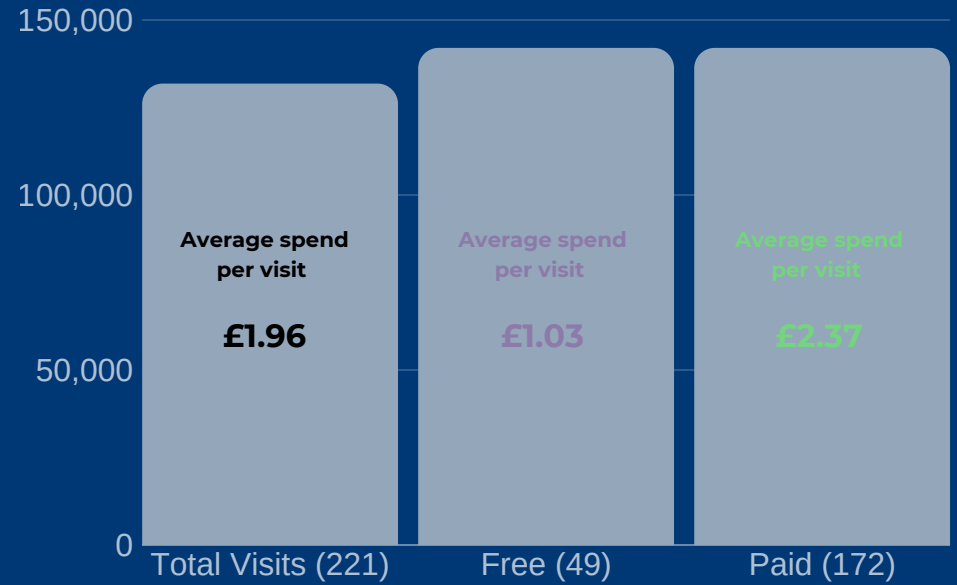 150,000
100,000
50,000
0
Average spend
per visit
£1.96
Average spend
per visit
£1.03
Average spend
per visit
£2.37
Total Visits (221)
Free (49)
Paid (172)